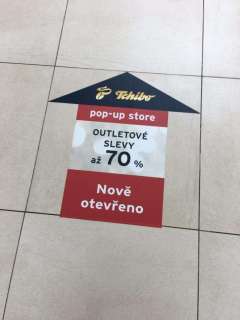 Tchibo
pop-up store
OUTLETOVÉ
SLEVY
až 70 %
Nově
otevřeno